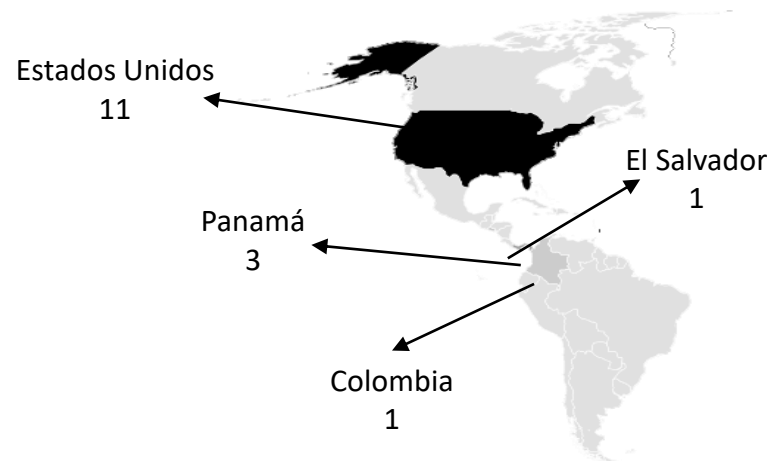 Estados Unidos
11
El Salvador
1
Panamá
3
Colombia
1